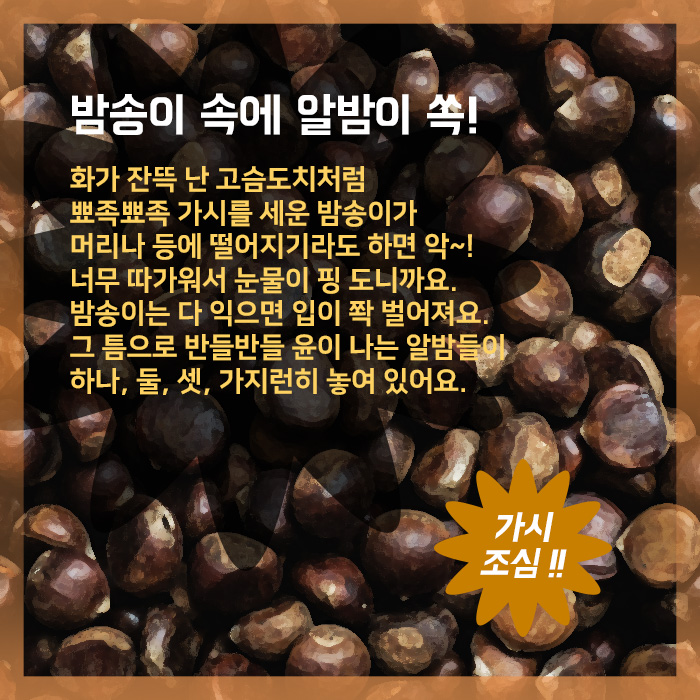 밤송이 속에 알밤이 쏙!
화가 잔뜩 난 고슴도치처럼
뾰족뾰족 가시를 세운 밤송이가
머리나 등에 떨어지기라도 하면 악~!
너무 따가워서 눈물이 핑 도니까요.
밤송이는 다 익으면 입이 쫙 벌어져요.
그 틈으로 반들반들 윤이 나는 알밤들이
하나, 둘, 셋, 가지런히 놓여 있어요.
가시
조심 !!